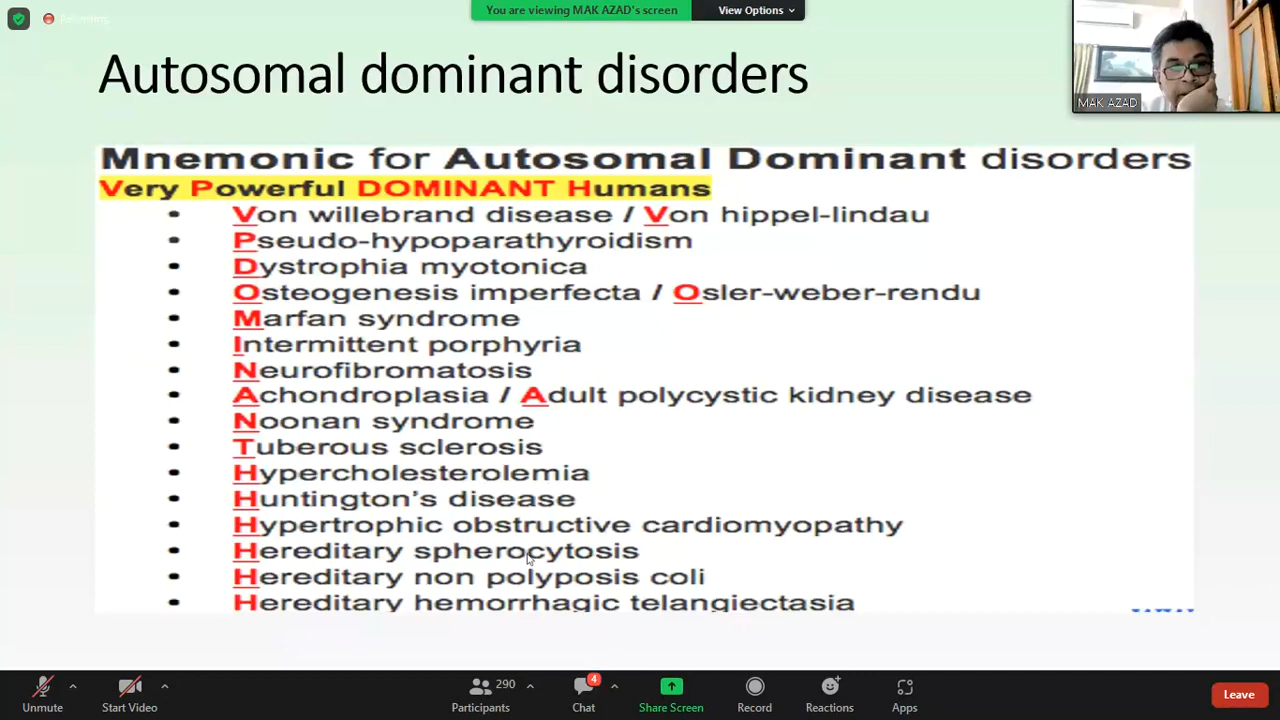 Recording
You are viewing MAK AZAD's screen
View Options
MAK AZAD
Autosomal dominant disorders
Mnemonic for Autosomal Dominant disorders
Very Powerful DOMINANT Humans
• Von willebrand disease / Von hippel-lindau
• Pseudo-hypoparathyroidism
• Dystrophia myotonica
• Osteogenesis imperfecta / Osler-weber-rendu
• Marfan syndrome
• Intermittent porphyria
• Neurofibromatosis
• Achondroplasia / Adult polycystic kidney disease
• Noonan syndrome
• Tuberous sclerosis
• Hypercholesterolemia
• Huntington's disease
• Hypertrophic obstructive cardiomyopathy
• Hereditary spherocytosis
• Hereditary non polyposis coli
• Hereditary hemorrhagic telangiectasia
Unmute
Start Video
290
Participants
4
Chat
Share Screen
Record
Reactions
Apps
Leave